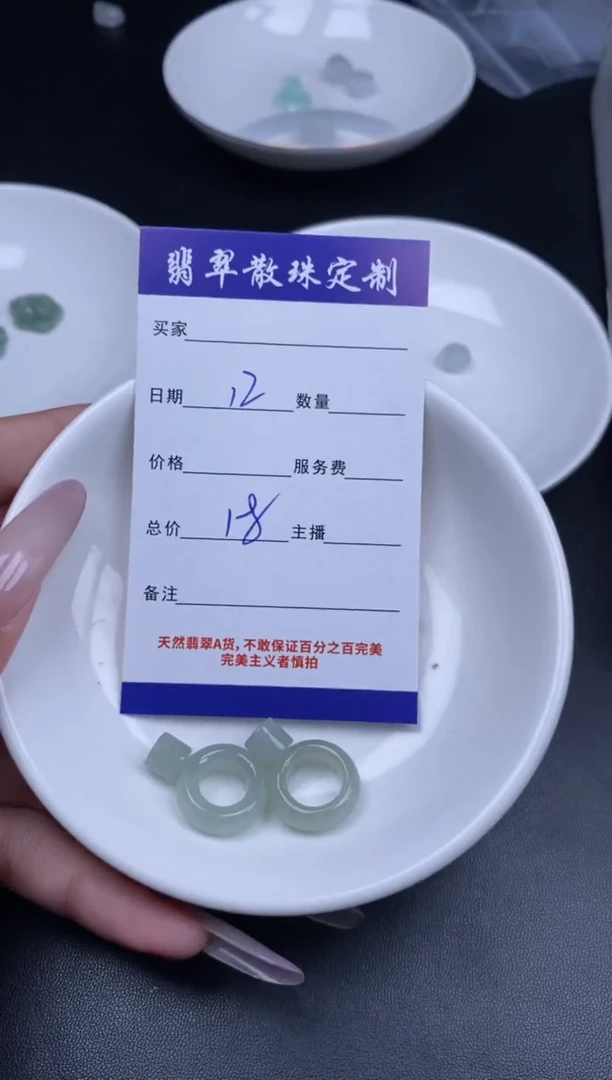 翡翠散珠定制
买家
日期 12 数量
价格 服务费
总价 18 主播
备注
天然翡翠A货，不敢保证百分之百完美
完美主义者慎拍